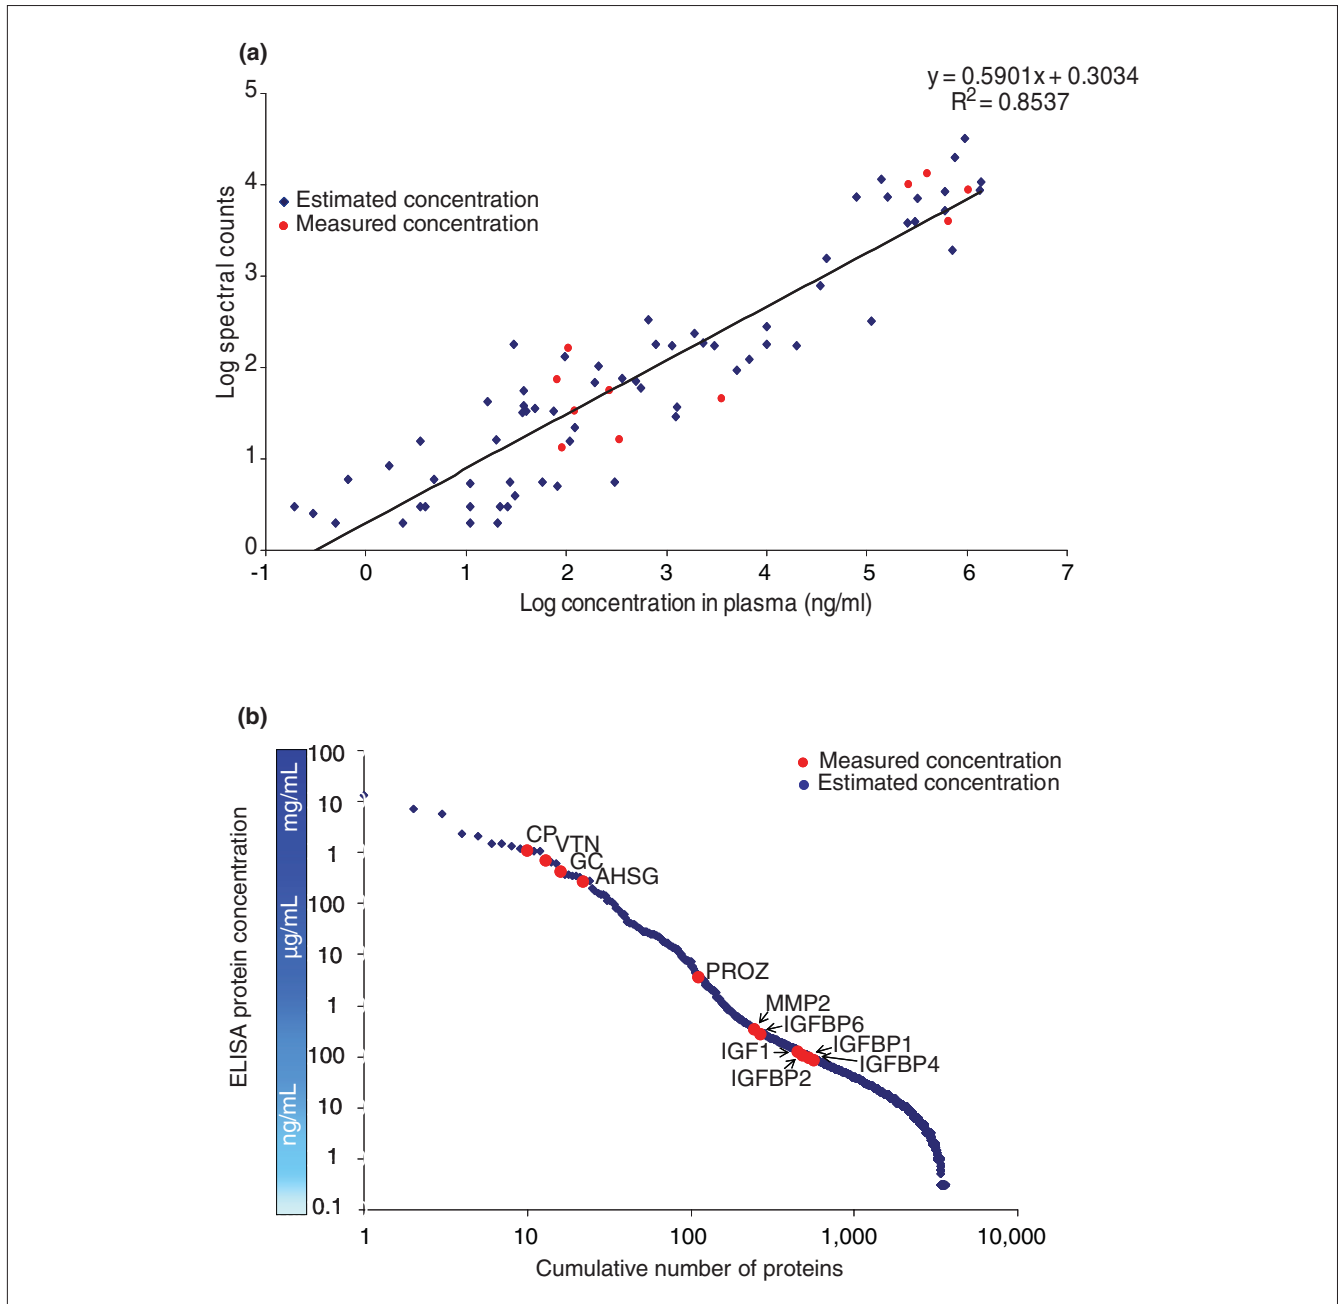 (a)
y = 0.5901x + 0.3034
R2 = 0.8537
5
4
3
2
1
0
Log spectral counts
Estimated concentration
Measured concentration
-1 0 1 2 3 4 5 6 7
Log concentration in plasma (ng/ml)
(b)
ELISA protein concentration
mg/mL
µg/mL
ng/mL
100
10
1
100
10
1
100
10
1
0.1
Measured concentration
Estimated concentration
CP
VTN
GC
AHSG
PROZ
MMP2
IGFBP6
IGFBP1
IGF1
IGFBP4
IGFBP2
1 10 100 1,000 10,000
Cumulative number of proteins